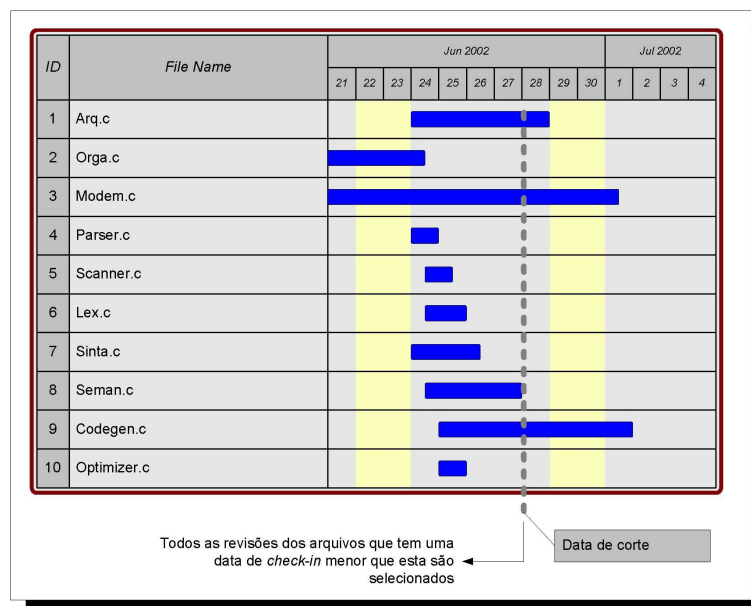 ID File Name Jun 2002 Jul 2002
21 22 23 24 25 26 27 28 29 30 1 2 3 4
1 Arq.c
2 Orga.c
3 Modem.c
4 Parser.c
5 Scanner.c
6 Lex.c
7 Sinta.c
8 Seman.c
9 Codegen.c
10 Optimizer.c
Todos as revisões dos arquivos que tem uma
data de check-in menor que esta são
selecionados
Data de corte